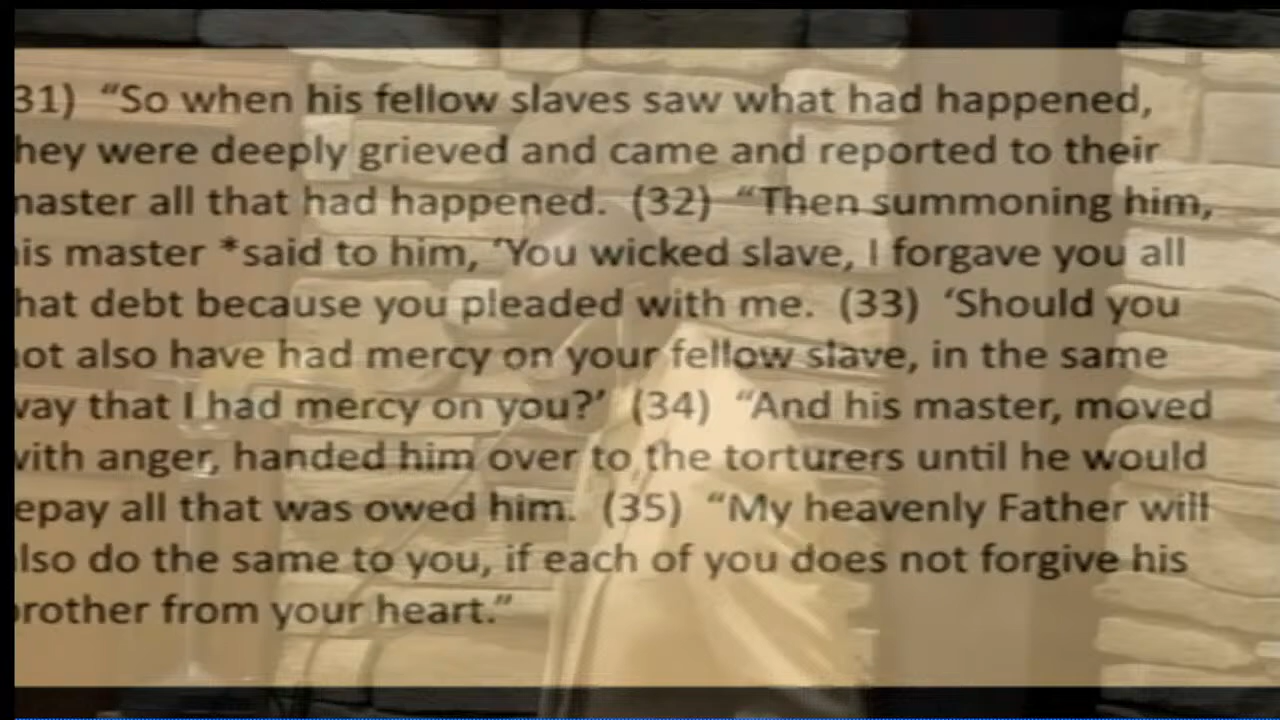 31) “So when his fellow slaves saw what had happened,
hey were deeply grieved and came and reported to their
master all that had happened. (32) “Then summoning him,
is master *said to him, ‘You wicked slave, I forgave you all
hat debt because you pleaded with me. (33) ‘Should you
ot also have had mercy on your fellow slave, in the same
way that I had mercy on you?’ (34) “And his master, moved
with anger, handed him over to the torturers until he would
epay all that was owed him. (35) “My heavenly Father will
also do the same to you, if each of you does not forgive his
brother from your heart.”